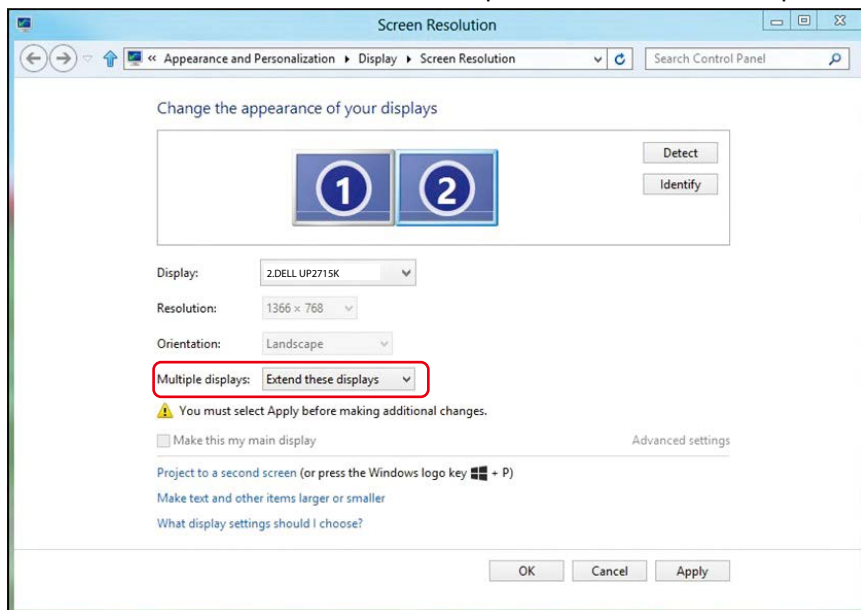 Screen Resolution
« Appearance and Personalization ▸ Display ▸ Screen Resolution
Search Control Panel
Change the appearance of your displays
1
2
Detect
Identify
Display: 2.DELL UP2715K
Resolution: 1366 × 768
Orientation: Landscape
Multiple displays: Extend these displays
You must select Apply before making additional changes.
Make this my main display
Advanced settings
Project to a second screen (or press the Windows logo key + P)
Make text and other items larger or smaller
What display settings should I choose?
OK
Cancel
Apply